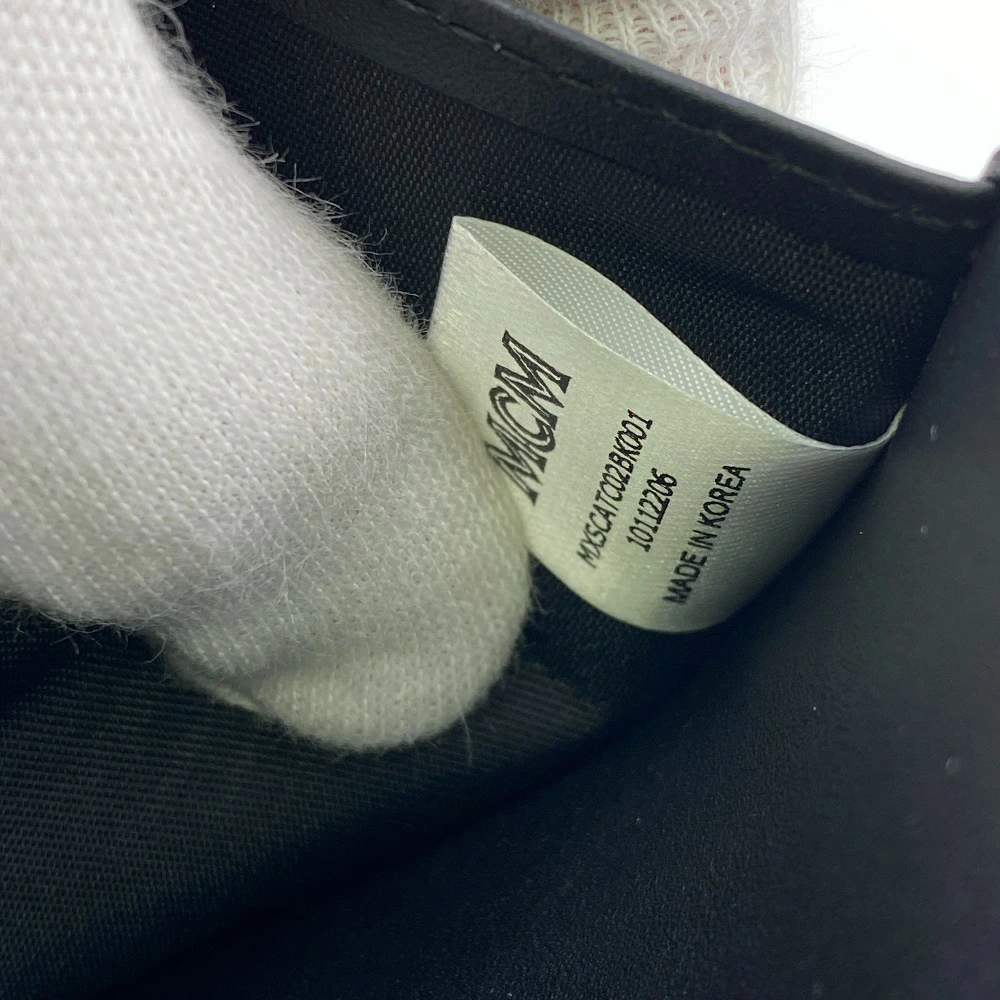 MCM
MXSCATC02BK001
10112206
MADE IN KOREA